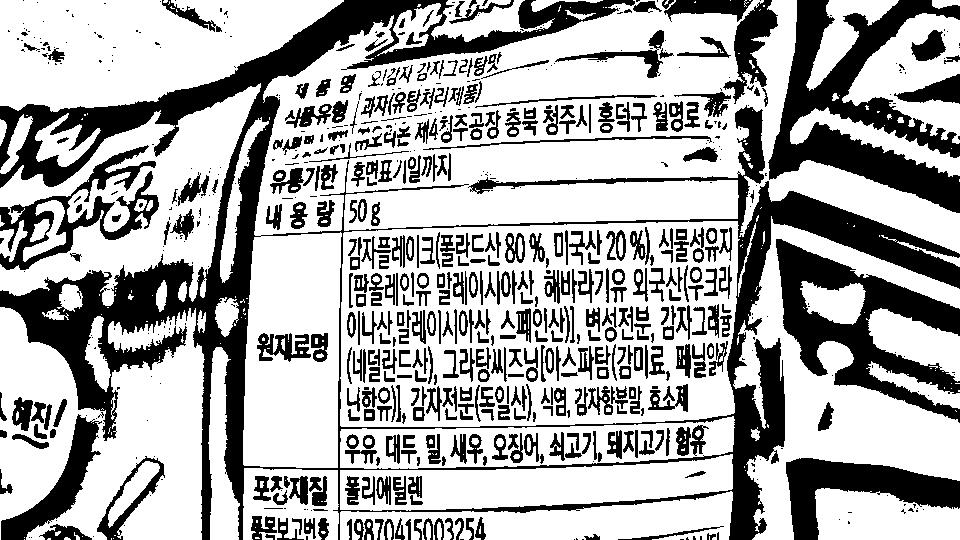 그라탕맛
혜진!
제 품 명 오!감자 감자그라탕맛
식품유형 과자(유탕처리제품)
제4청주공장 충북 청주시 흥덕구 월명로
유통기한 후면표기일까지
내 용 량 50 g
원재료명
감자플레이크(폴란드산 80 %, 미국산 20 %), 식물성유지
[팜올레인유 말레이시아산, 해바라기유 외국산(우크라
이나산,말레이시아산, 스페인산)], 변성전분, 감자그래뉼
(네덜란드산), 그라탕씨즈닝[아스파탐(감미료, 페닐알라
닌함유)], 감자전분(독일산), 식염, 감자향분말, 효소제
우유, 대두, 밀, 새우, 오징어, 쇠고기, 돼지고기 함유
포장재질 폴리에틸렌
품목보고번호 19870415003254